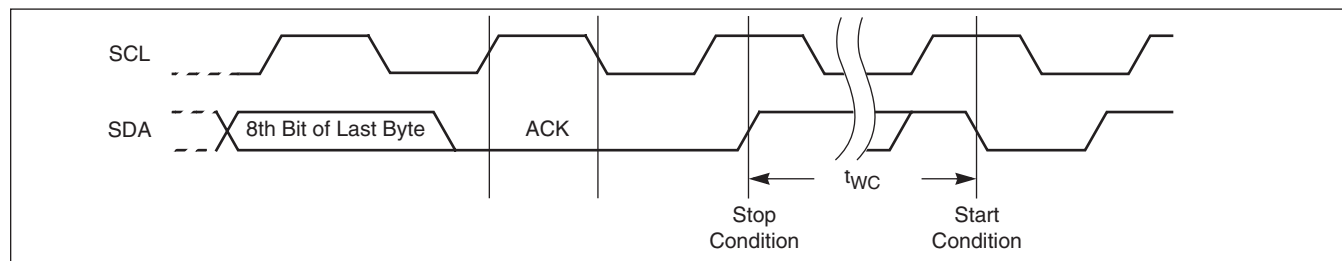 SCL
SDA
8th Bit of Last Byte
ACK
tWC
Stop
Condition
Start
Condition